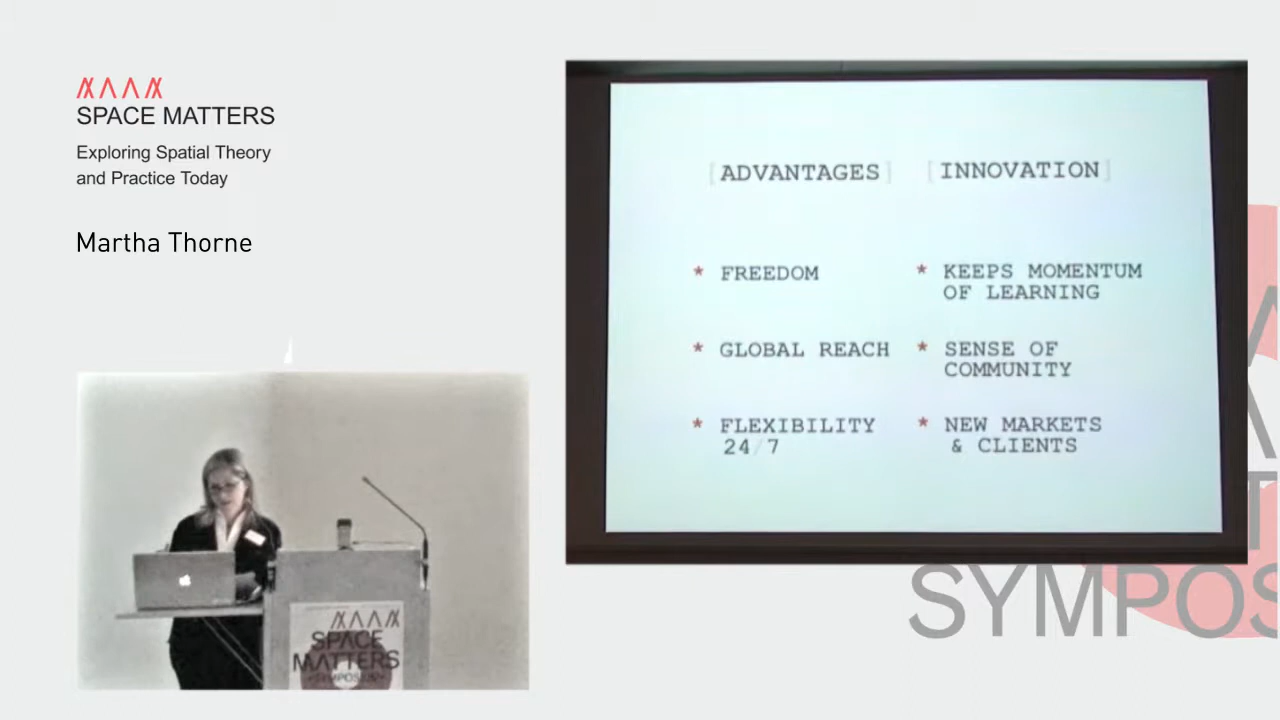 SPACE MATTERS
Exploring Spatial Theory
and Practice Today
Martha Thorne
[ADVANTAGES] [INNOVATION]
* FREEDOM
* GLOBAL REACH
* FLEXIBILITY
24/7
* KEEPS MOMENTUM
OF LEARNING
* SENSE OF
COMMUNITY
* NEW MARKETS
& CLIENTS
SPACE
MATTERS
SYMPOSIUM
SYMPOS